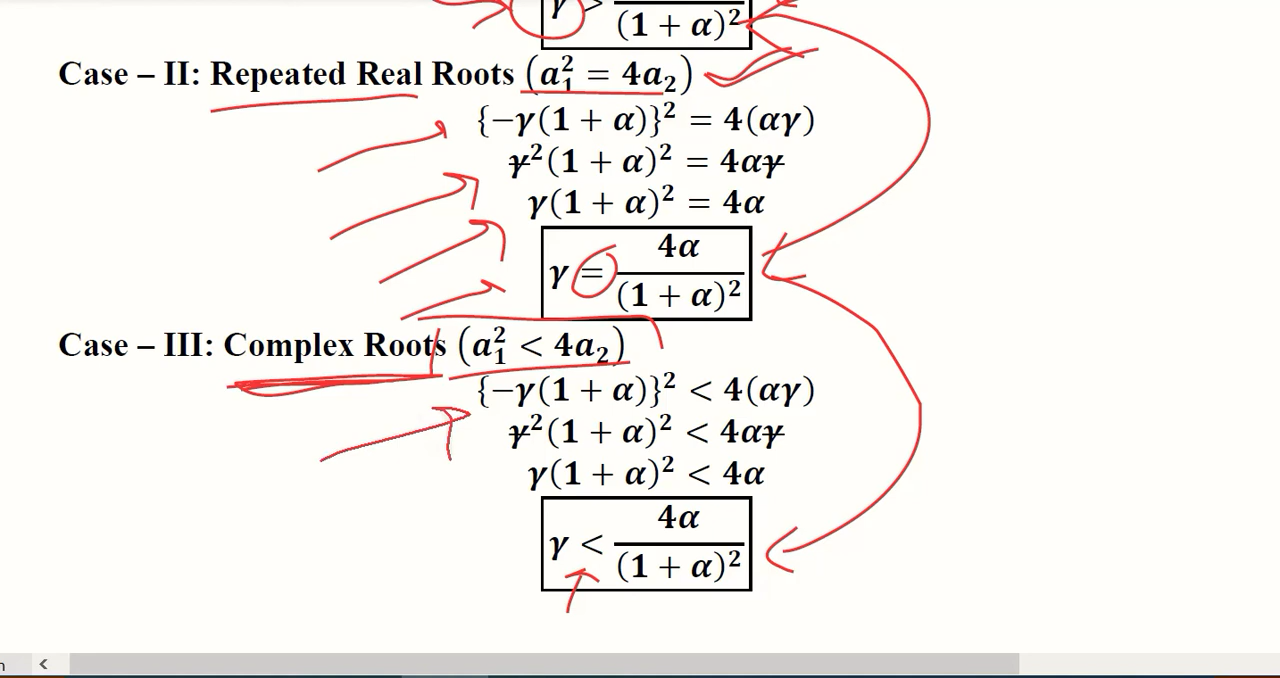 γ > ─/(1 + α)²
Case – II: Repeated Real Roots (a₁² = 4a₂)
{−γ(1 + α)}² = 4(αγ)
γ²(1 + α)² = 4αγ
γ(1 + α)² = 4α
γ = 4α/(1 + α)²
Case – III: Complex Roots (a₁² < 4a₂)
{−γ(1 + α)}² < 4(αγ)
γ²(1 + α)² < 4αγ
γ(1 + α)² < 4α
γ < 4α/(1 + α)²